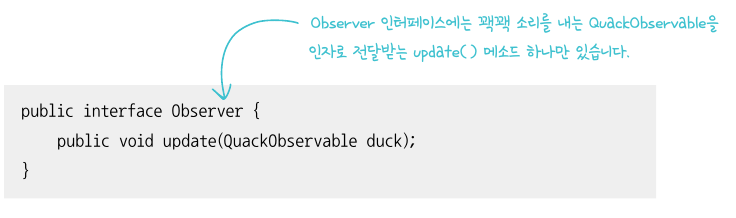 Observer 인터페이스에는 꽥꽥 소리를 내는 QuackObservable을
인자로 전달받는 update( ) 메소드 하나만 있습니다.
public interface Observer {
    public void update(QuackObservable duck);
}